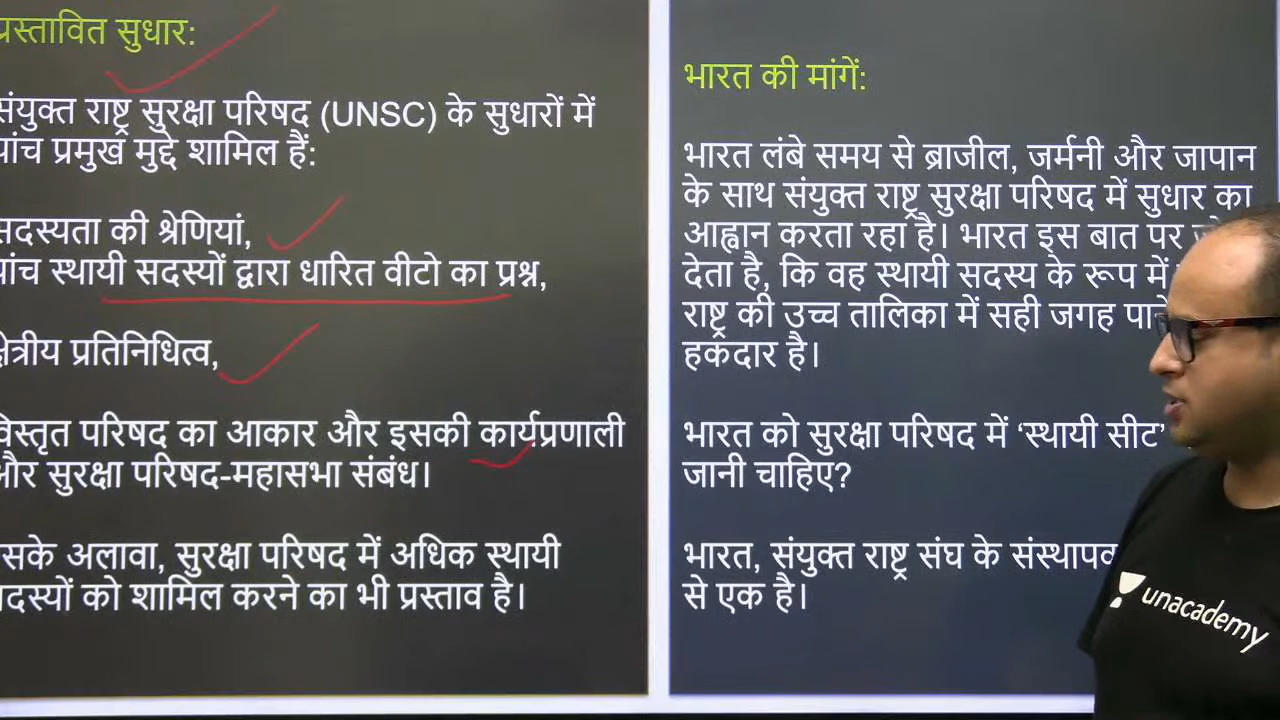 प्रस्तावित सुधार:
संयुक्त राष्ट्र सुरक्षा परिषद (UNSC) के सुधारों में
पांच प्रमुख मुद्दे शामिल हैं:
सदस्यता की श्रेणियां,
पांच स्थायी सदस्यों द्वारा धारित वीटो का प्रश्न,
क्षेत्रीय प्रतिनिधित्व,
विस्तृत परिषद का आकार और इसकी कार्यप्रणाली
और सुरक्षा परिषद-महासभा संबंध।
इसके अलावा, सुरक्षा परिषद में अधिक स्थायी
सदस्यों को शामिल करने का भी प्रस्ताव है।
भारत की मांगें:
भारत लंबे समय से ब्राजील, जर्मनी और जापान
के साथ संयुक्त राष्ट्र सुरक्षा परिषद में सुधार का
आह्वान करता रहा है। भारत इस बात पर
देता है, कि वह स्थायी सदस्य के रूप में
राष्ट्र की उच्च तालिका में सही जगह पाने
हकदार है।
भारत को सुरक्षा परिषद में ‘स्थायी सीट’
जानी चाहिए?
भारत, संयुक्त राष्ट्र संघ के
से एक है।
unacademy